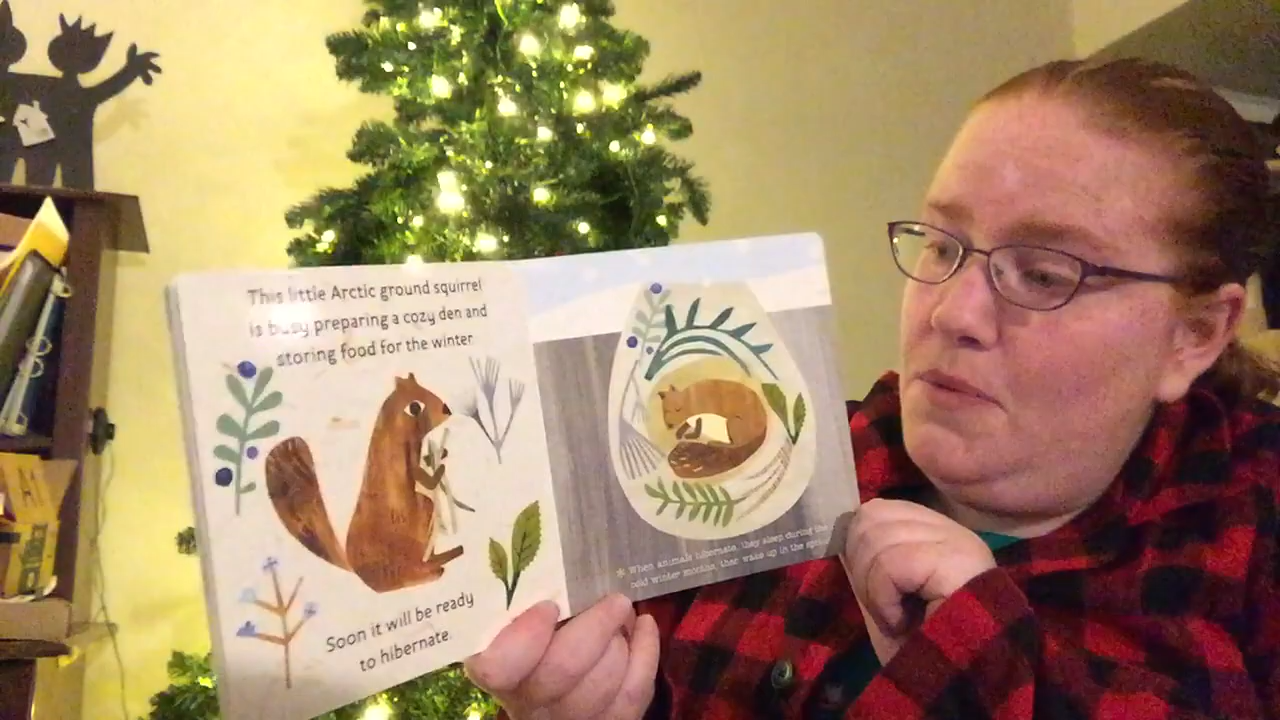 This little Arctic ground squirrel
is busy preparing a cozy den and
storing food for the winter.
Soon it will be ready
to hibernate.
* When animals hibernate, they sleep during the
cold winter months, then wake up in the spring.